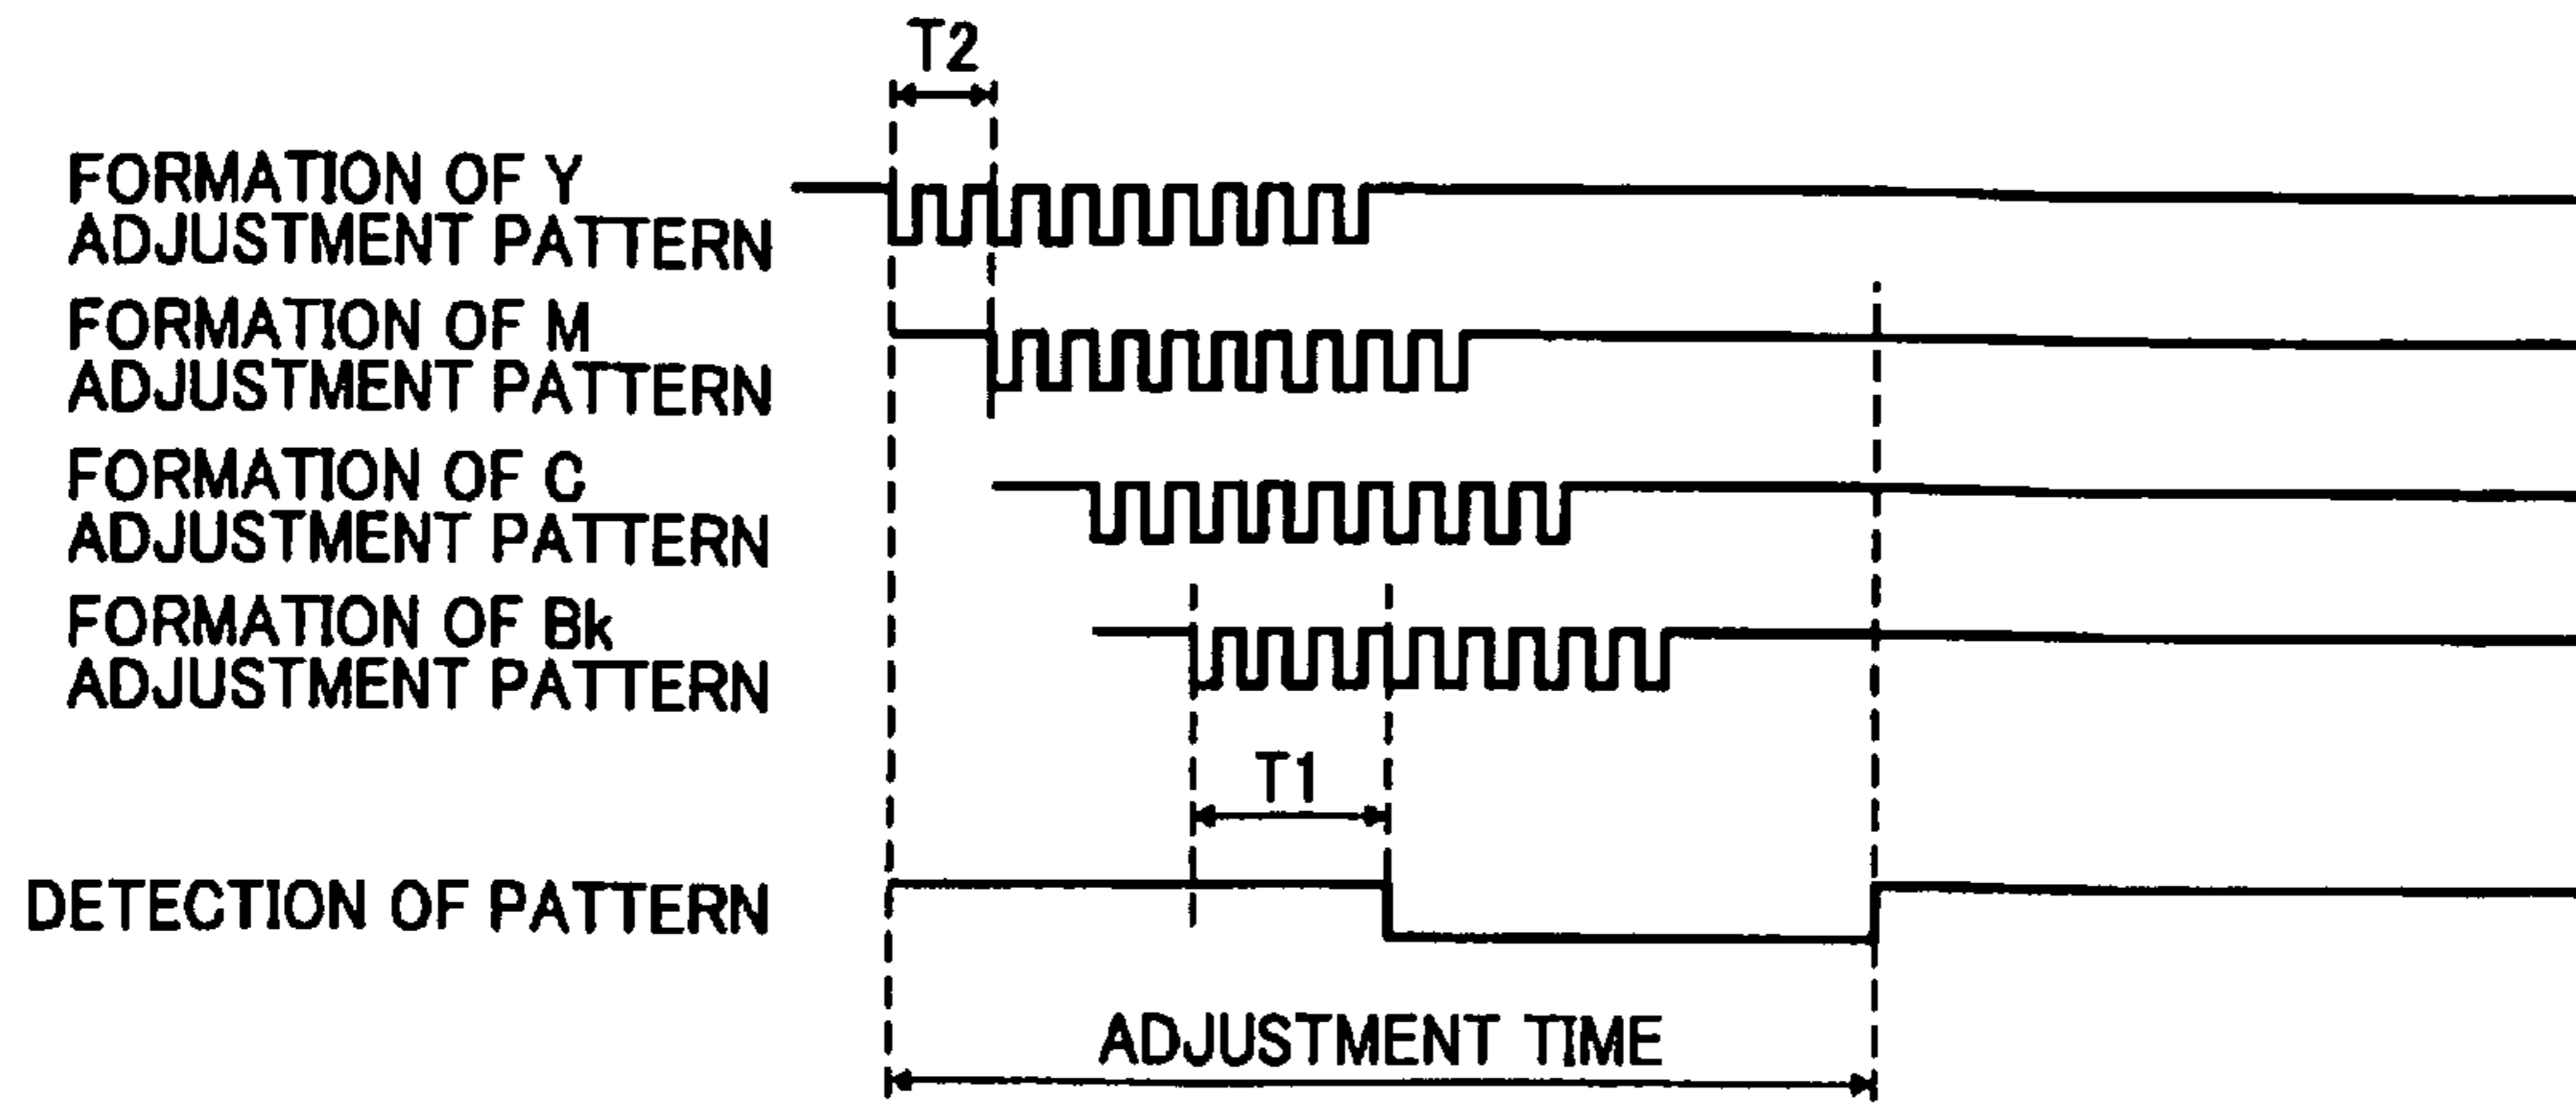 T2
FORMATION OF Y
ADJUSTMENT PATTERN
FORMATION OF M
ADJUSTMENT PATTERN
FORMATION OF C
ADJUSTMENT PATTERN
FORMATION OF Bk
ADJUSTMENT PATTERN
T1
DETECTION OF PATTERN
ADJUSTMENT TIME